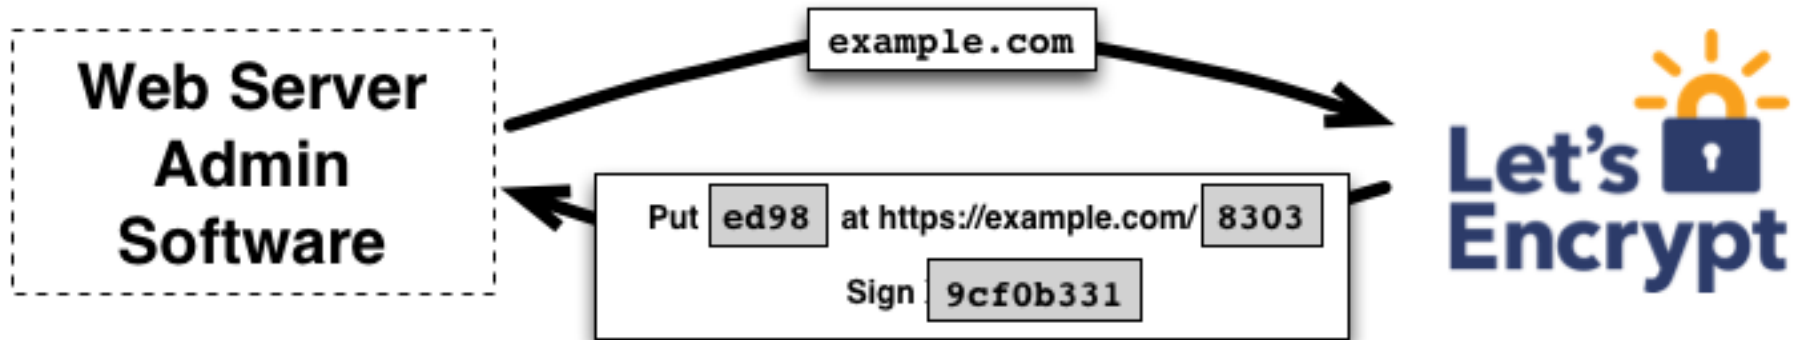 example.com
Web Server
Admin
Software
Put ed98 at https://example.com/ 8303
Sign 9cf0b331
Let's
Encrypt